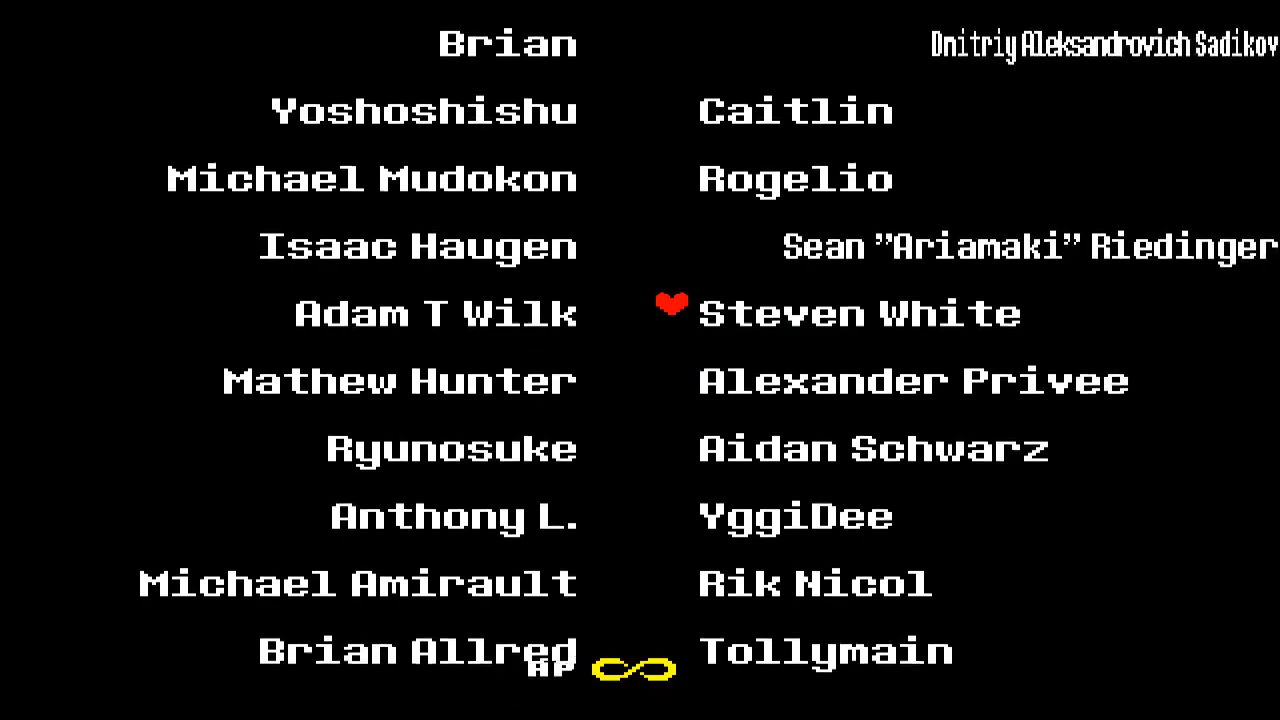 Brian Dmitriy Aleksandrovich Sadikov
Yoshoshishu Caitlin
Michael Mudokon Rogelio
Isaac Haugen Sean "Ariamaki" Riedinger
Adam T Wilk Steven White
Mathew Hunter Alexander Privee
Ryunosuke Aidan Schwarz
Anthony L. YggiDee
Michael Amirault Rik Nicol
Brian Allred Tollymain
AP ∞